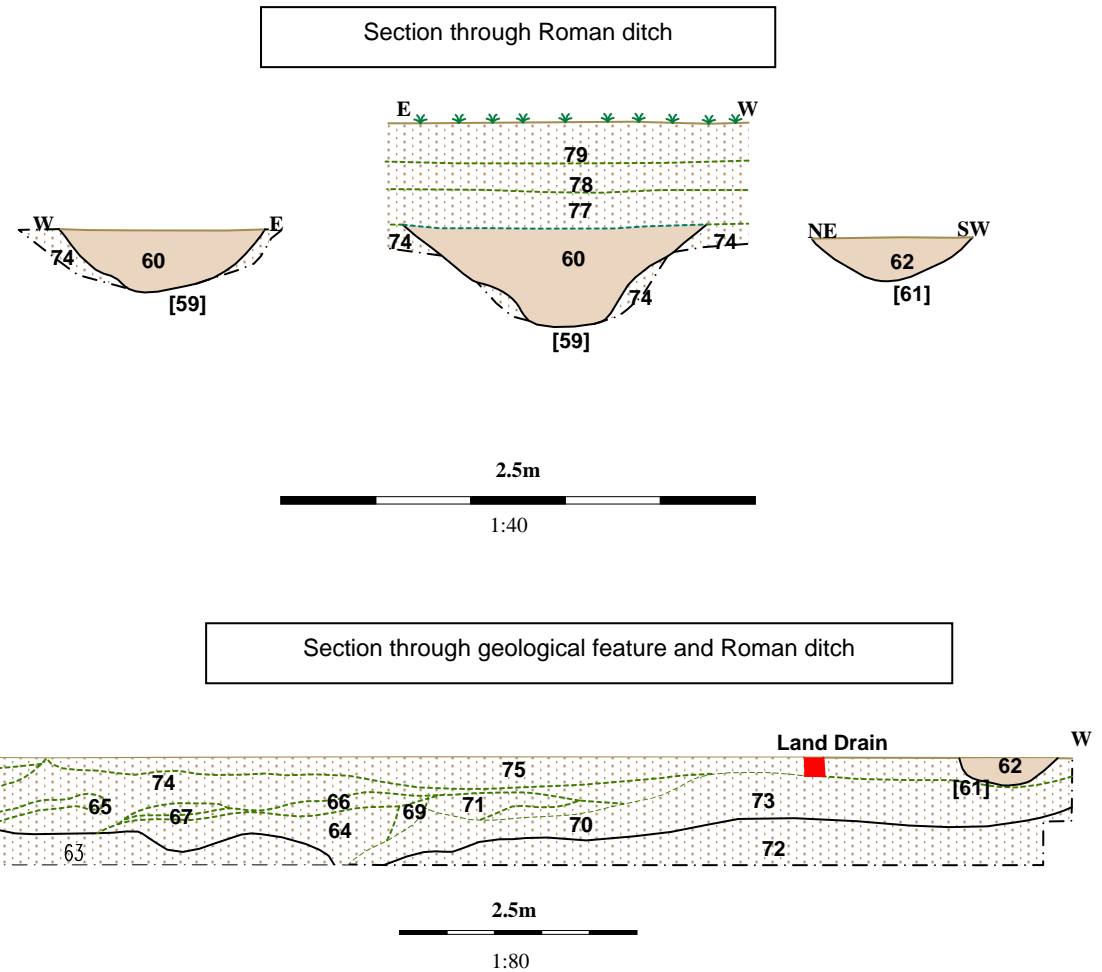 Section through Roman ditch
E W
79
78
77
W E NE SW
74 60 74 60 74 62
[59] 74 [61]
[59]
2.5m
1:40
Section through geological feature and Roman ditch
Land Drain W
74 75 62
65 66 69 71 73 [61]
67 64 70
63 72
2.5m
1:80